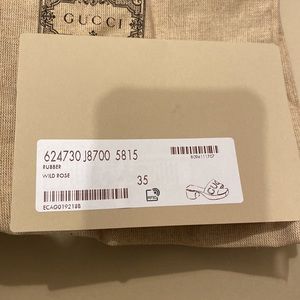 GUCCI
624730 J8700 5815
RUBBER
WILD ROSE
35